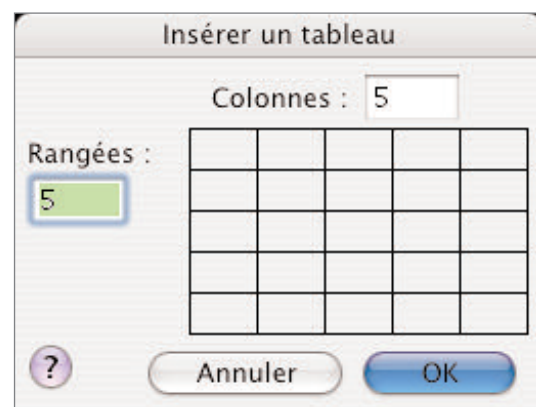 Insérer un tableau
Colonnes : 5
Rangées :
5
?
Annuler
OK